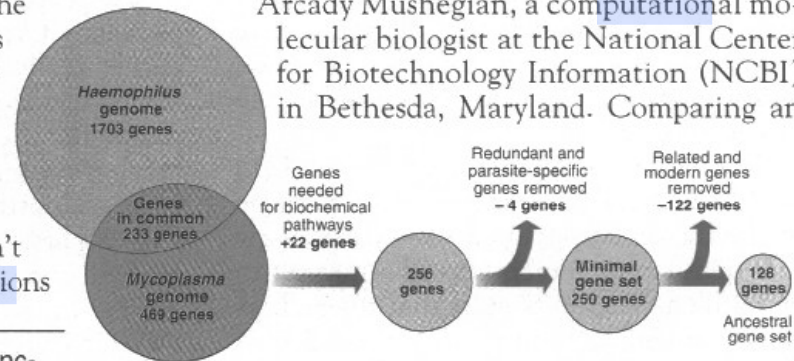 he
s
Arcady Mushegian, a computational mo-
lecular biologist at the National Center
for Biotechnology Information (NCBI)
in Bethesda, Maryland. Comparing an
Haemophilus
genome
1703 genes
Genes
in common
233 genes
Mycoplasma
genome
469 genes
Genes
needed
for biochemical
pathways
+22 genes
256
genes
Redundant and
parasite-specific
genes removed
– 4 genes
Minimal
gene set
250 genes
Related and
modern genes
removed
–122 genes
128
genes
Ancestral
gene set
't
ions